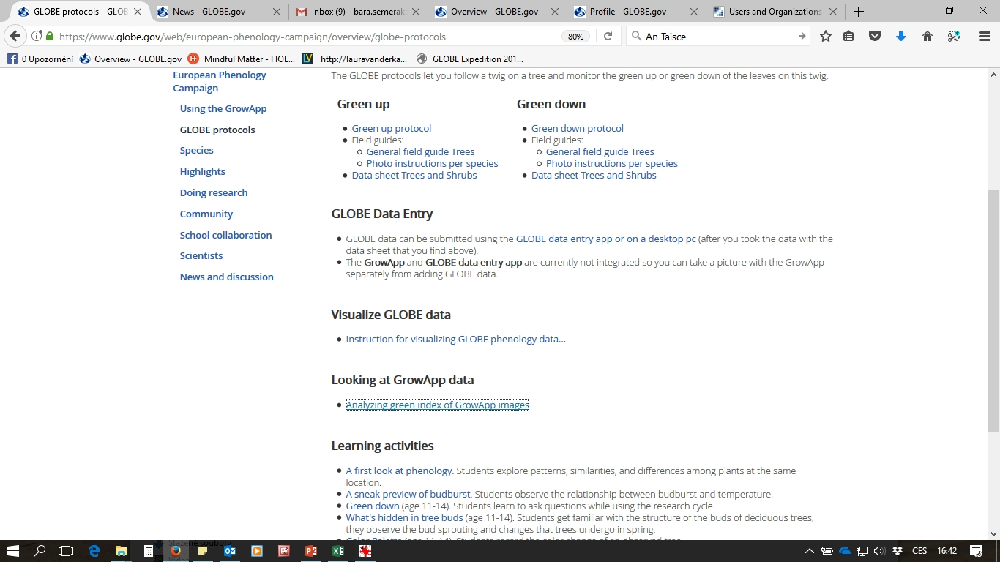 GLOBE protocols - GLOB
News - GLOBE.gov
Inbox (9) - bara.semerak
Overview - GLOBE.gov
Profile - GLOBE.gov
Users and Organizations
https://www.globe.gov/web/european-phenology-campaign/overview/globe-protocols
80%
An Taisce
0 Upozornění
Overview - GLOBE.gov
Mindful Matter - HOL...
http://lauravanderka...
GLOBE Expedition 201...
European Phenology
Campaign
Using the GrowApp
GLOBE protocols
Species
Highlights
Doing research
Community
School collaboration
Scientists
News and discussion
The GLOBE protocols let you follow a twig on a tree and monitor the green up or green down of the leaves on this twig.
Green up
Green up protocol
Field guides:
General field guide Trees
Photo instructions per species
Data sheet Trees and Shrubs
Green down
Green down protocol
Field guides:
General field guide Trees
Photo instructions per species
Data sheet Trees and Shrubs
GLOBE Data Entry
GLOBE data can be submitted using the GLOBE data entry app or on a desktop pc (after you took the data with the
data sheet that you find above).
The GrowApp and GLOBE data entry app are currently not integrated so you can take a picture with the GrowApp
separately from adding GLOBE data.
Visualize GLOBE data
Instruction for visualizing GLOBE phenology data...
Looking at GrowApp data
Analyzing green index of GrowApp images
Learning activities
A first look at phenology. Students explore patterns, similarities, and differences among plants at the same
location.
A sneak preview of budburst. Students observe the relationship between budburst and temperature.
Green down (age 11-14). Students learn to ask questions while using the research cycle.
What's hidden in tree buds (age 11-14). Students get familiar with the structure of the buds of deciduous trees,
they observe the bud sprouting and changes that trees undergo in spring.
CES
16:42